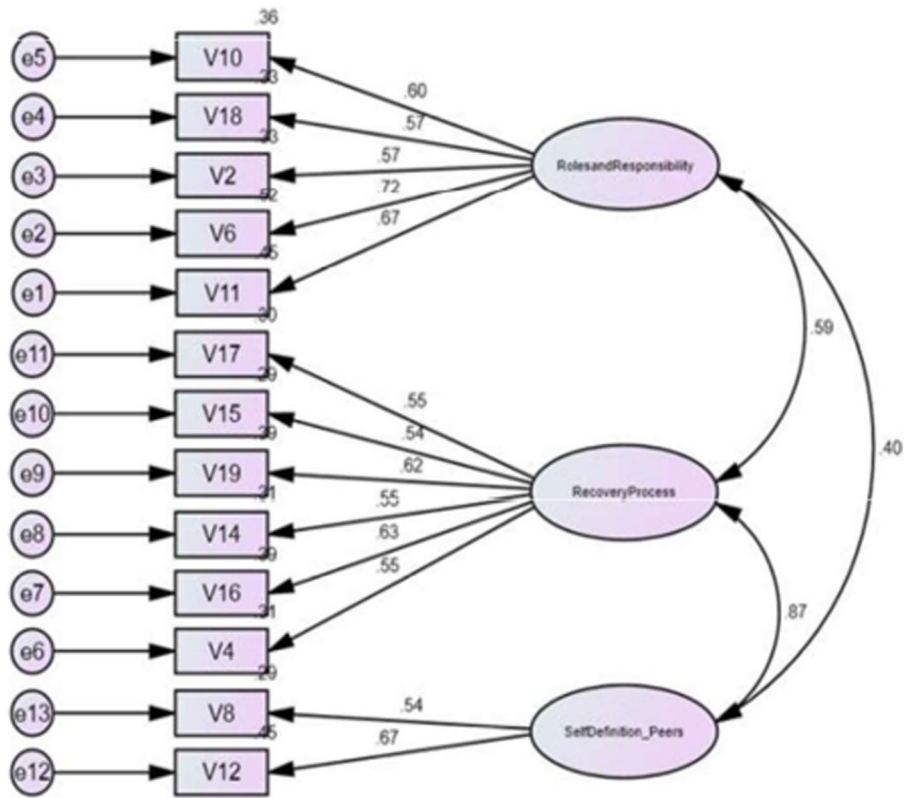 .36
e5 V10
.60
.33
e4 V18
.57
.33
e3 V2
.57
RolesandResponsibility
.52
.72
e2 V6
.67
.45
e1 V11
.30
.59
e11 V17
.29
.55
e10 V15
.54
.39
.40
e9 V19
.62
RecoveryProcess
.31
.55
e8 V14
.63
.39
e7 V16
.55
.31
.87
e6 V4
.29
e13 V8
.54
SelfDefinition_Peers
.45
.67
e12 V12